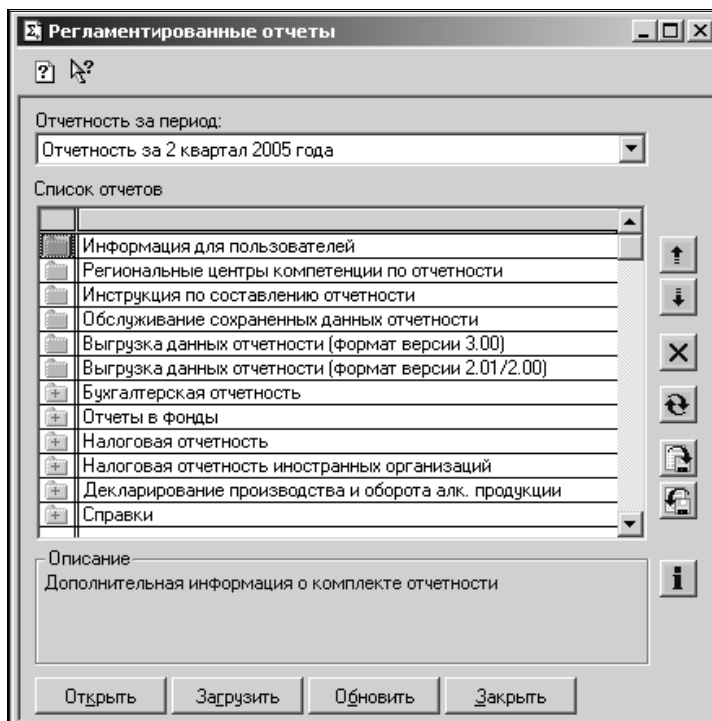 Регламентированные отчеты
Отчетность за период:
Отчетность за 2 квартал 2005 года
Список отчетов
Информация для пользователей
Региональные центры компетенции по отчетности
Инструкция по составлению отчетности
Обслуживание сохраненных данных отчетности
Выгрузка данных отчетности (формат версии 3.00)
Выгрузка данных отчетности (формат версии 2.01/2.00)
Бухгалтерская отчетность
Отчеты в фонды
Налоговая отчетность
Налоговая отчетность иностранных организаций
Декларирование производства и оборота алк. продукции
Справки
Описание
Дополнительная информация о комплекте отчетности
Открыть Загрузить Обновить Закрыть